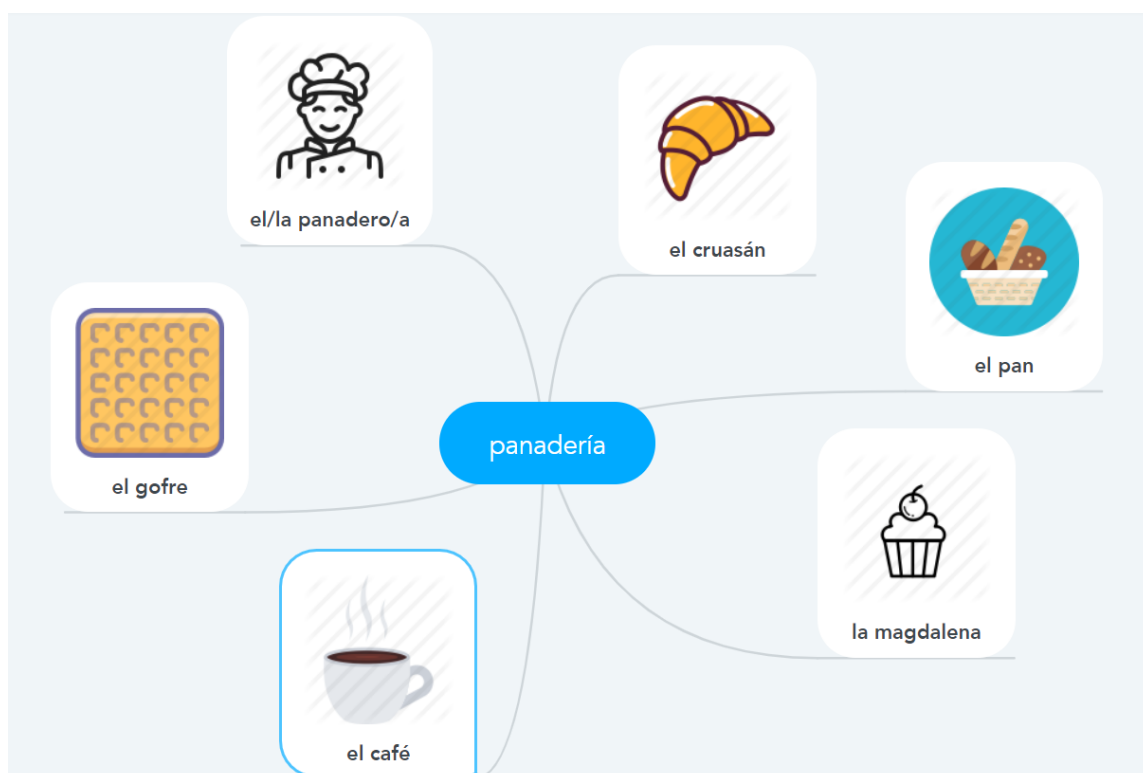 el/la panadero/a
el cruasán
el pan
el gofre
panadería
la magdalena
el café